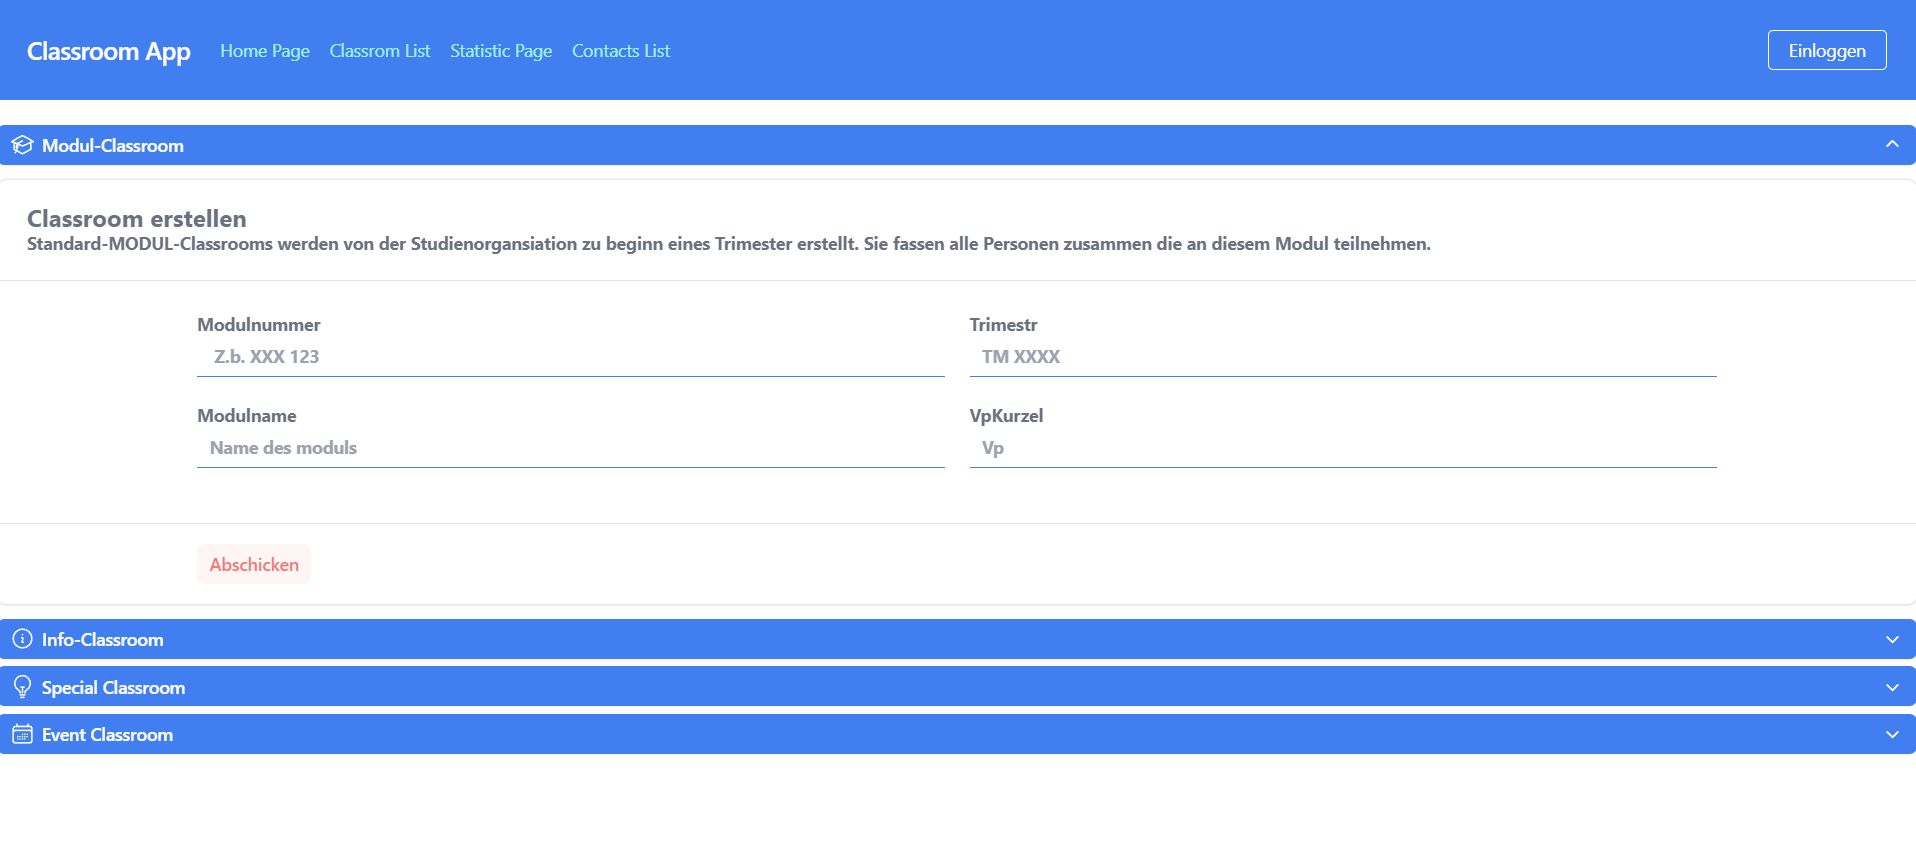 Classroom App Home Page Classrom List Statistic Page Contacts List Einloggen
Modul-Classroom
Classroom erstellen
Standard-MODUL-Classrooms werden von der Studienorgansiation zu beginn eines Trimester erstellt. Sie fassen alle Personen zusammen die an diesem Modul teilnehmen.
Modulnummer Trimestr
Z.b. XXX 123 TM XXXX
Modulname VpKurzel
Name des moduls Vp
Abschicken
Info-Classroom
Special Classroom
Event Classroom